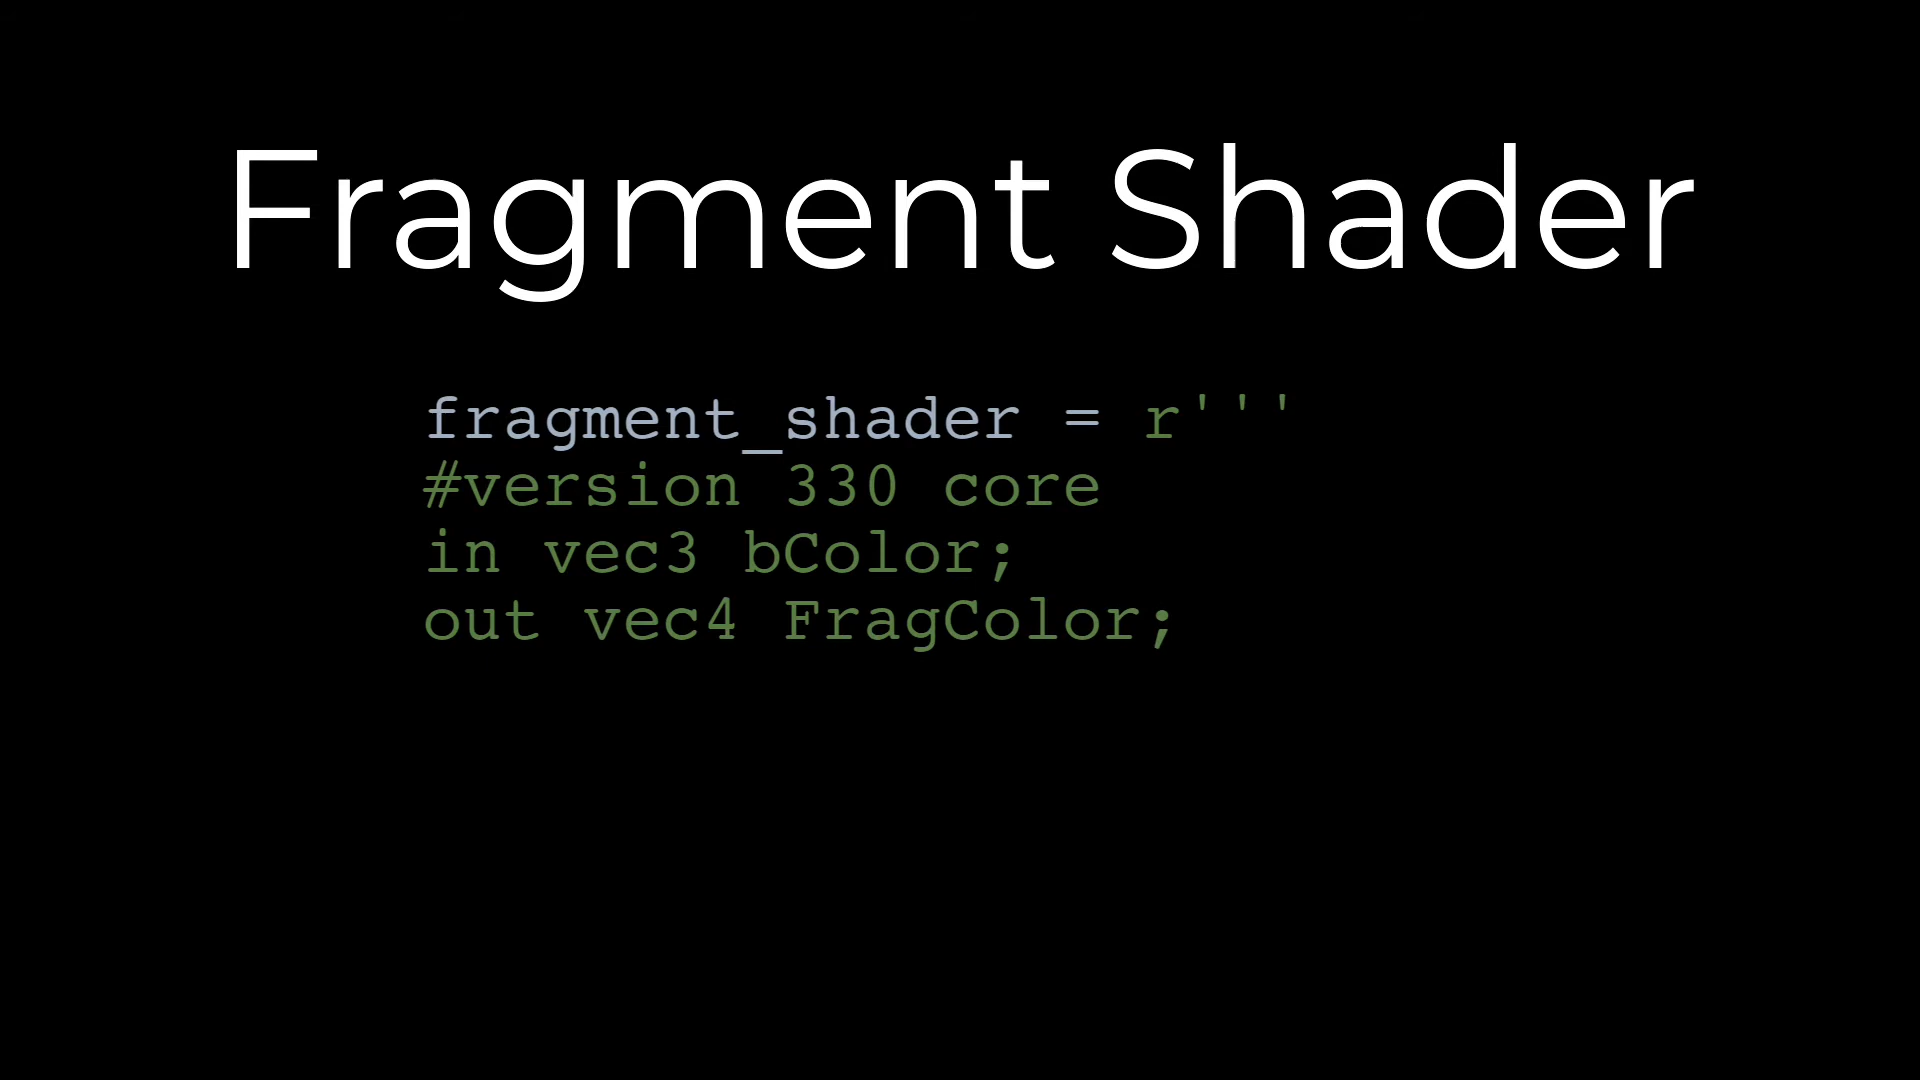 Fragment Shader
fragment_shader = r'''
#version 330 core
in vec3 bColor;
out vec4 FragColor;